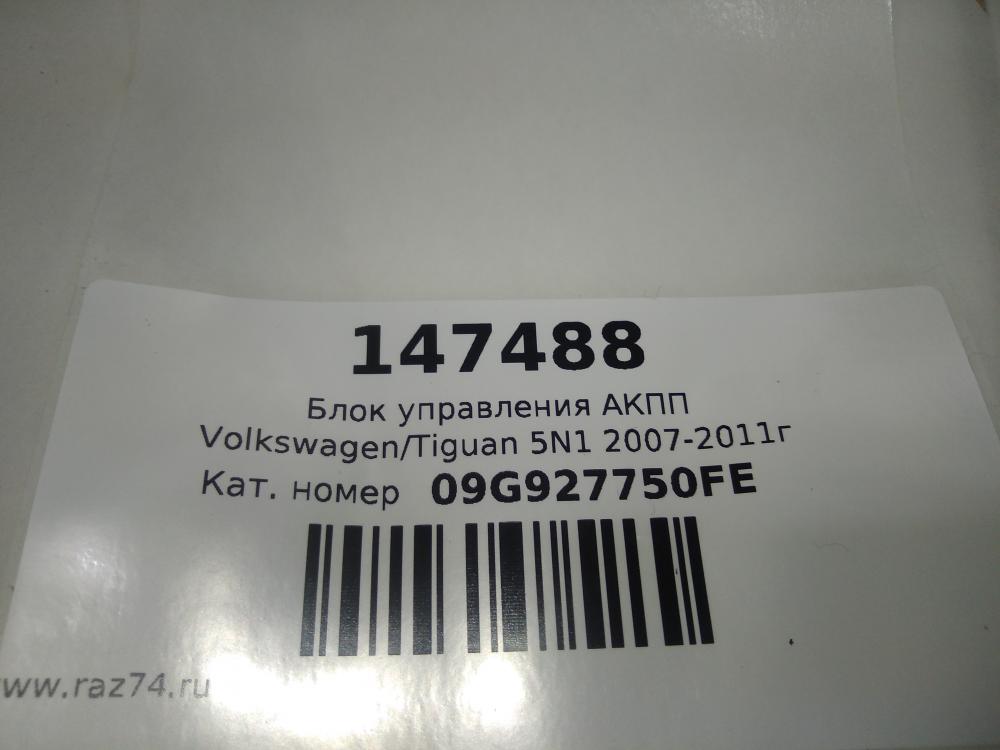 147488
Блок управления АКПП
Volkswagen/Tiguan 5N1 2007-2011г
Кат. номер 09G927750FE
www.raz74.ru